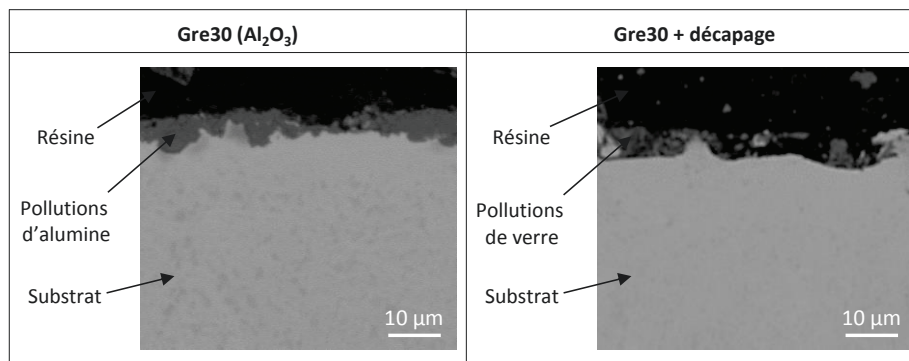 Gre30 (Al₂O₃)
Gre30 + décapage
Résine
Pollutions
d’alumine
Substrat
10 µm
Résine
Pollutions
de verre
Substrat
10 µm